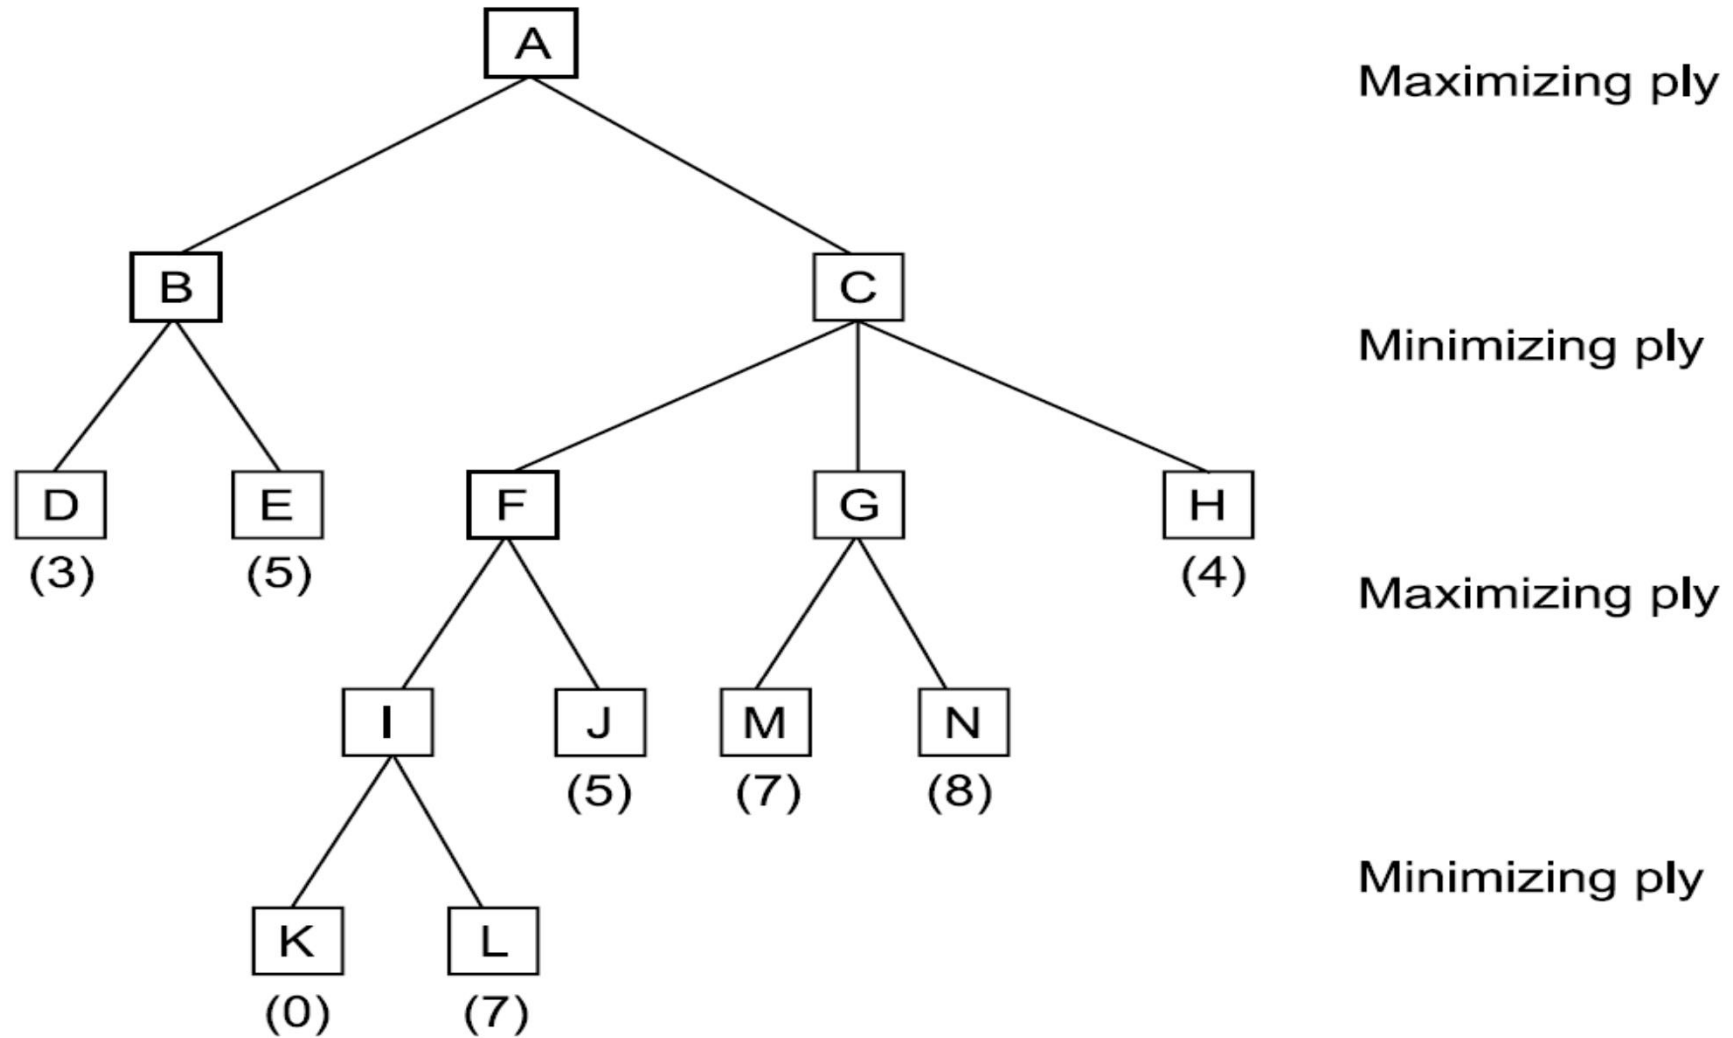 A
Maximizing ply
B
C
Minimizing ply
D
E
F
G
H
(3)
(5)
(4)
Maximizing ply
I
J
M
N
(5)
(7)
(8)
Minimizing ply
K
L
(0)
(7)